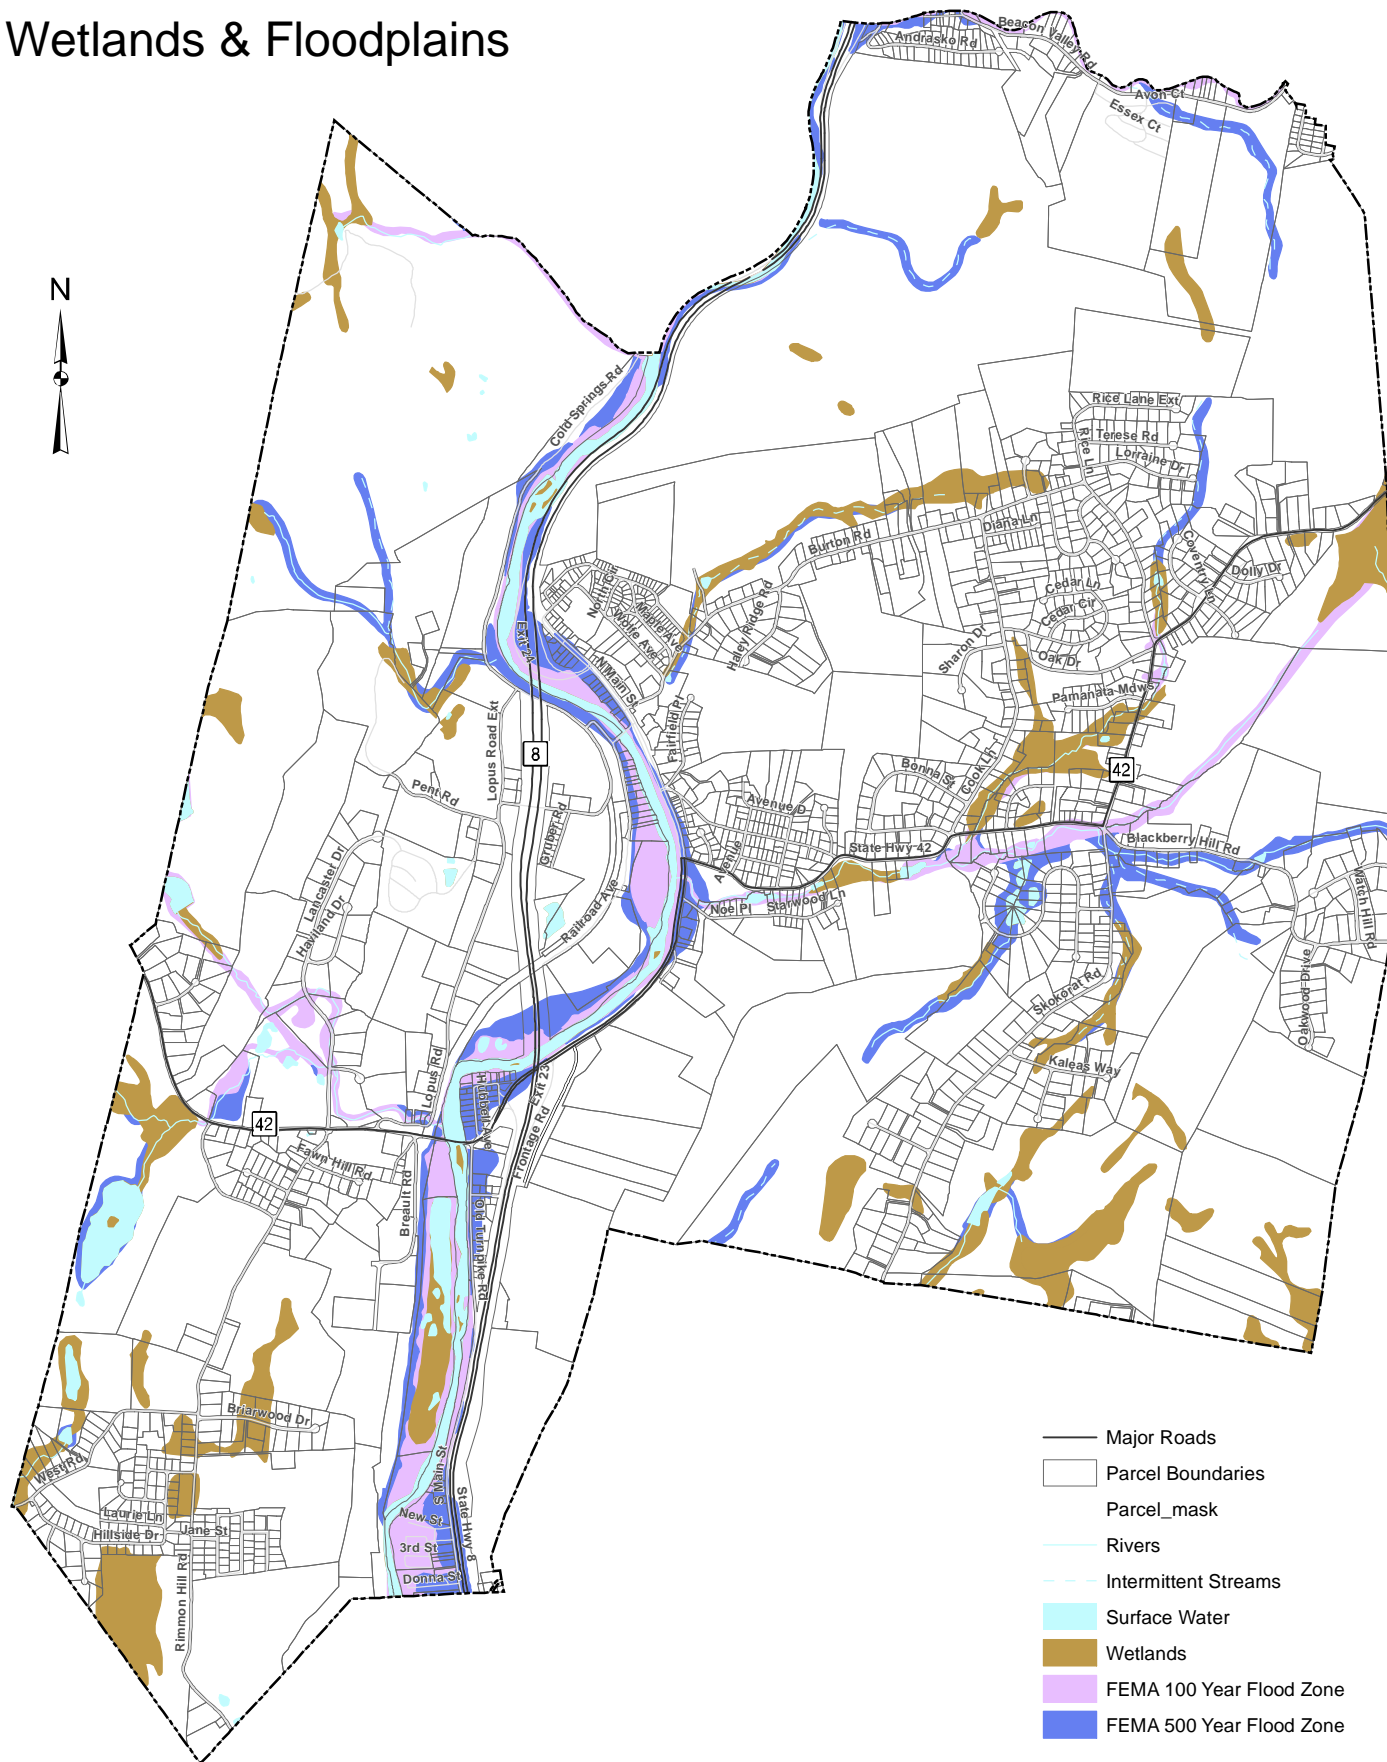 Wetlands & Floodplains
Beacon Valley Rd
Andrasko Rd
Avon Ct
Essex Ct
N
Cold Springs Rd
Rice Lane Ext
Rice Ln
Terese Rd
Lorraine Dr
Diana Ln
Burton Rd
Coventry Ln
Dolly Dr
North Cir
Maple Ave
Wolfe Ave
Haley Ridge Rd
Cedar Ln
Cedar Cir
Exit 24
Sharon Dr
Oak Dr
N Main St
Pamanata Mdws
Fairfield Pl
Lopus Road Ext
8
42
Bonna St
Cook Ln
Pent Rd
Avenue D
Gruber Rd
State Hwy 42
Blackberry Hill Rd
Avenue
Lancaster Dr
Haviland Dr
Railroad Ave
Noe Pl
Starwood Ln
Watch Hill Rd
Skokorat Rd
Oakwood Drive
Kaleas Way
Lopus Rd
Hubbell Ave
Exit 23
Frontage Rd
42
Fawn Hill Rd
Breault Rd
Old Turnpike Rd
Briarwood Dr
West Rd
S Main St
State Hwy 8
Laurie Ln
Hillside Dr
Jane St
New St
3rd St
Donna St
Rimmon Hill Rd
Major Roads
Parcel Boundaries
Parcel_mask
Rivers
Intermittent Streams
Surface Water
Wetlands
FEMA 100 Year Flood Zone
FEMA 500 Year Flood Zone